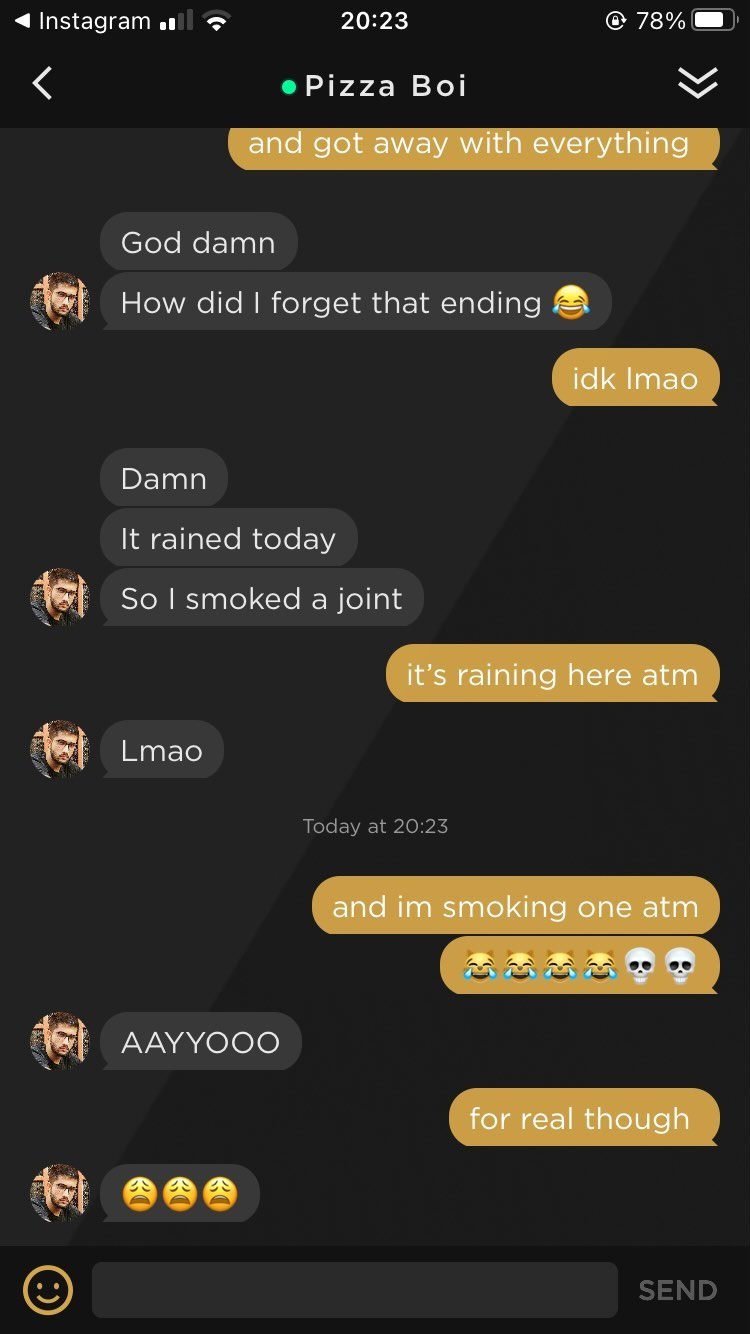 Instagram 20:23 78%
Pizza Boi
and got away with everything
God damn
How did I forget that ending 😂
idk lmao
Damn
It rained today
So I smoked a joint
it’s raining here atm
Lmao
Today at 20:23
and im smoking one atm
😹😹😹😹💀💀
AAYYOOO
for real though
😩😩😩
SEND